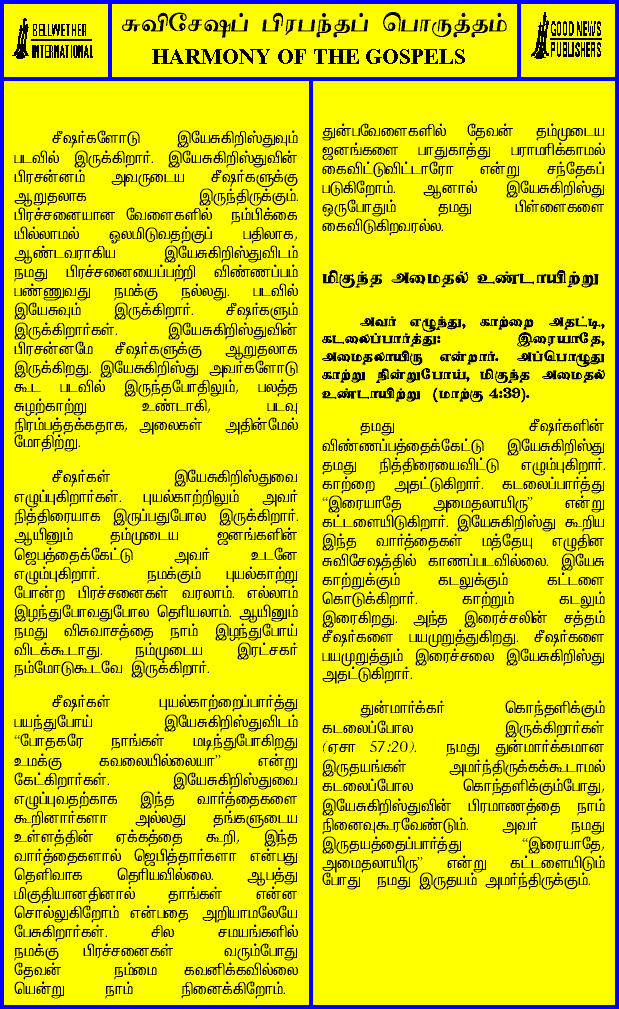 BELLWETHER
INTERNATIONAL
சுவிசேஷப் பிரபந்தப் பொருத்தம்
HARMONY OF THE GOSPELS
GOOD NEWS
PUBLISHERS
சீஷர்களோடு இயேசுகிறிஸ்துவும்
படவில் இருக்கிறார். இயேசுகிறிஸ்துவின்
பிரசன்னம் அவருடைய சீஷர்களுக்கு
ஆறுதலாக இருந்திருக்கும்.
பிரச்சனையான வேளைகளில் நம்பிக்கை
யில்லாமல் ஓலமிடுவதற்குப் பதிலாக,
ஆண்டவராகிய இயேசுகிறிஸ்துவிடம்
நமது பிரச்சனையைப்பற்றி விண்ணப்பம்
பண்ணுவது நமக்கு நல்லது. படவில்
இயேசுவும் இருக்கிறார். சீஷர்களும்
இருக்கிறார்கள். இயேசுகிறிஸ்துவின்
பிரசன்னமே சீஷர்களுக்கு ஆறுதலாக
இருக்கிறது. இயேசுகிறிஸ்து அவர்களோடு
கூட படவில் இருந்தபோதிலும், பலத்த
சுழற்காற்று உண்டாகி, படவு
நிரம்பத்தக்கதாக, அலைகள் அதின்மேல்
மோதிற்று.
சீஷர்கள் இயேசுகிறிஸ்துவை
எழுப்புகிறார்கள். புயல்காற்றிலும் அவர்
நித்திரையாக இருப்பதுபோல இருக்கிறார்.
ஆயினும் தம்முடைய ஜனங்களின்
ஜெபத்தைக்கேட்டு அவர் உடனே
எழும்புகிறார். நமக்கும் புயல்காற்று
போன்ற பிரச்சனைகள் வரலாம். எல்லாம்
இழந்துபோவதுபோல தெரியலாம். ஆயினும்
நமது விசுவாசத்தை நாம் இழந்துபோய்
விடக்கூடாது. நம்முடைய இரட்சகர்
நம்மோடுகூடவே இருக்கிறார்.
சீஷர்கள் புயல்காற்றைப்பார்த்து
பயந்துபோய் இயேசுகிறிஸ்துவிடம்
“போதகரே நாங்கள் மடிந்துபோகிறது
உமக்கு கவலையில்லையா” என்று
கேட்கிறார்கள். இயேசுகிறிஸ்துவை
எழுப்புவதற்காக இந்த வார்த்தைகளை
கூறினார்களா அல்லது தங்களுடைய
உள்ளத்தின் ஏக்கத்தை கூறி, இந்த
வார்த்தைகளால் ஜெபித்தார்களா என்பது
தெளிவாக தெரியவில்லை. ஆபத்து
மிகுதியானதினால் தாங்கள் என்ன
சொல்லுகிறோம் என்பதை அறியாமலேயே
பேசுகிறார்கள். சில சமயங்களில்
நமக்கு பிரச்சனைகள் வரும்போது
தேவன் நம்மை கவனிக்கவில்லை
யென்று நாம் நினைக்கிறோம்.
துன்பவேளைகளில் தேவன் தம்முடைய
ஜனங்களை பாதுகாத்து பராமரிக்காமல்
கைவிட்டுவிட்டாரோ என்று சந்தேகப்
படுகிறோம். ஆனால் இயேசுகிறிஸ்து
ஒருபோதும் தமது பிள்ளைகளை
கைவிடுகிறவரல்ல.
மிகுந்த அமைதல் உண்டாயிற்று
அவர் எழுந்து, காற்றை அதட்டி,
கடலைப்பார்த்து: இரையாதே,
அமைதலாயிரு என்றார். அப்பொழுது
காற்று நின்றுபோய், மிகுந்த அமைதல்
உண்டாயிற்று (மாற்கு 4:39).
தமது சீஷர்களின்
விண்ணப்பத்தைக்கேட்டு இயேசுகிறிஸ்து
தமது நித்திரையைவிட்டு எழும்புகிறார்.
காற்றை அதட்டுகிறார். கடலைப்பார்த்து
“இரையாதே அமைதலாயிரு” என்று
கட்டளையிடுகிறார். இயேசுகிறிஸ்து கூறிய
இந்த வார்த்தைகள் மத்தேயு எழுதின
சுவிசேஷத்தில் காணப்படவில்லை. இயேசு
காற்றுக்கும் கடலுக்கும் கட்டளை
கொடுக்கிறார். காற்றும் கடலும்
இரைகிறது. அந்த இரைச்சலின் சத்தம்
சீஷர்களை பயமுறுத்துகிறது. சீஷர்களை
பயமுறுத்தும் இரைச்சலை இயேசுகிறிஸ்து
அதட்டுகிறார்.
துன்மார்க்கர் கொந்தளிக்கும்
கடலைப்போல இருக்கிறார்கள்
(ஏசா 57:20). நமது துன்மார்க்கமான
இருதயங்கள் அமர்ந்திருக்கக்கூடாமல்
கடலைப்போல கொந்தளிக்கும்போது,
இயேசுகிறிஸ்துவின் பிரமாணத்தை நாம்
நினைவுகூரவேண்டும். அவர் நமது
இருதயத்தைப்பார்த்து “இரையாதே,
அமைதலாயிரு” என்று கட்டளையிடும்
போது நமது இருதயம் அமர்ந்திருக்கும்.